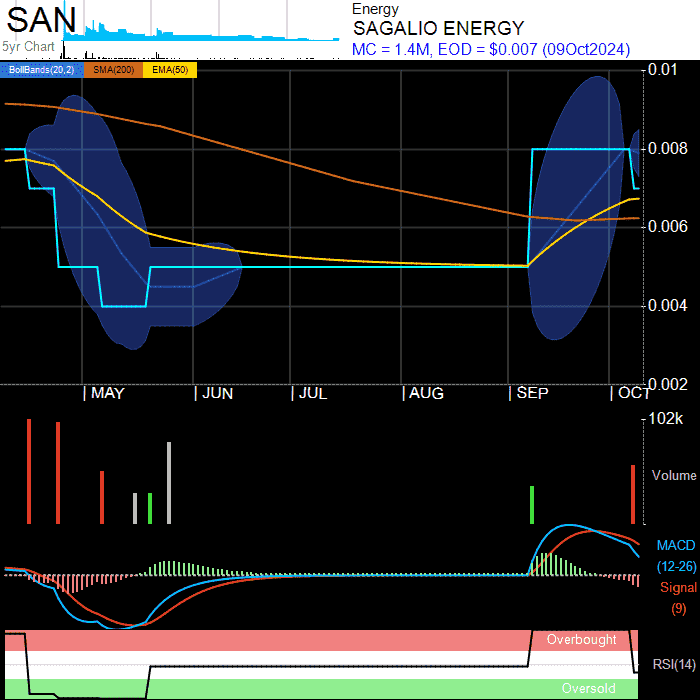 SAN
5yr Chart
Energy
SAGALIO ENERGY
MC = 1.4M, EOD = $0.007 (09Oct2024)
BollBands(20,2) SMA(200) EMA(50)
0.01
0.008
0.006
0.004
0.002
MAY JUN JUL AUG SEP OCT
102k
Volume
MACD
(12-26)
Signal
(9)
Overbought
RSI(14)
Oversold